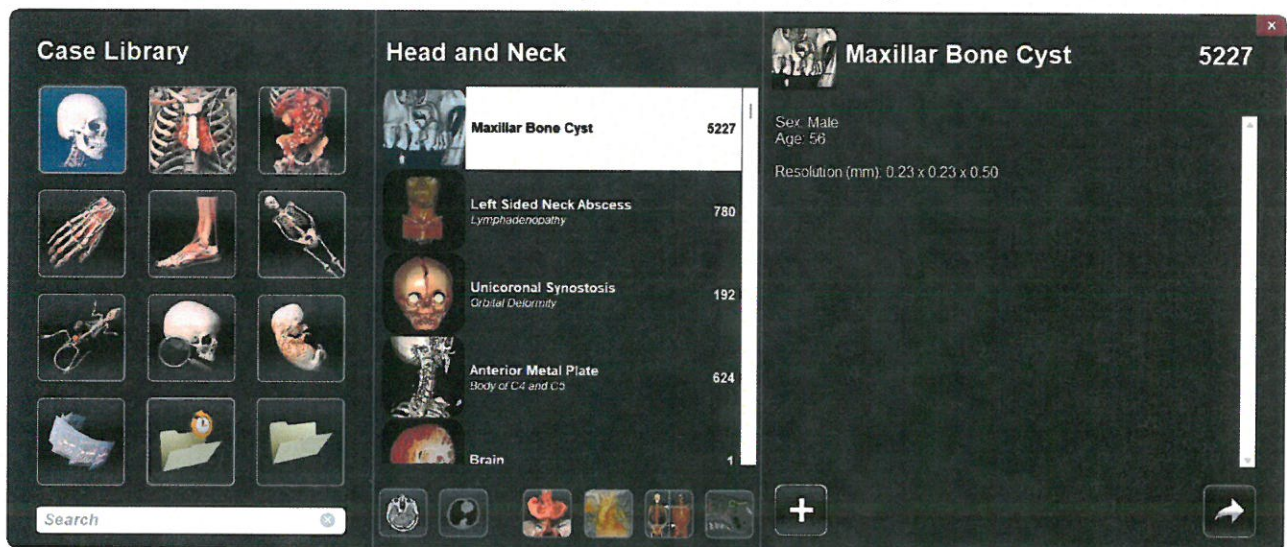 Case Library
Search
Head and Neck
Maxillar Bone Cyst 5227
Left Sided Neck Abscess 780
Lymphadenopathy
Unicoronal Synostosis 192
Orbital Deformity
Anterior Metal Plate 624
Body of C4 and C5
Brain 1
Maxillar Bone Cyst 5227
Sex: Male
Age: 56
Resolution (mm): 0.23 x 0.23 x 0.50